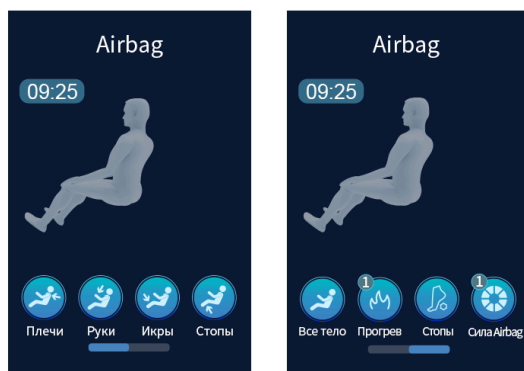 Airbag
09:25
Плечи Руки Икры Стопы
Airbag
09:25
1 1
Все тело Прогрев Стопы Сила Airbag